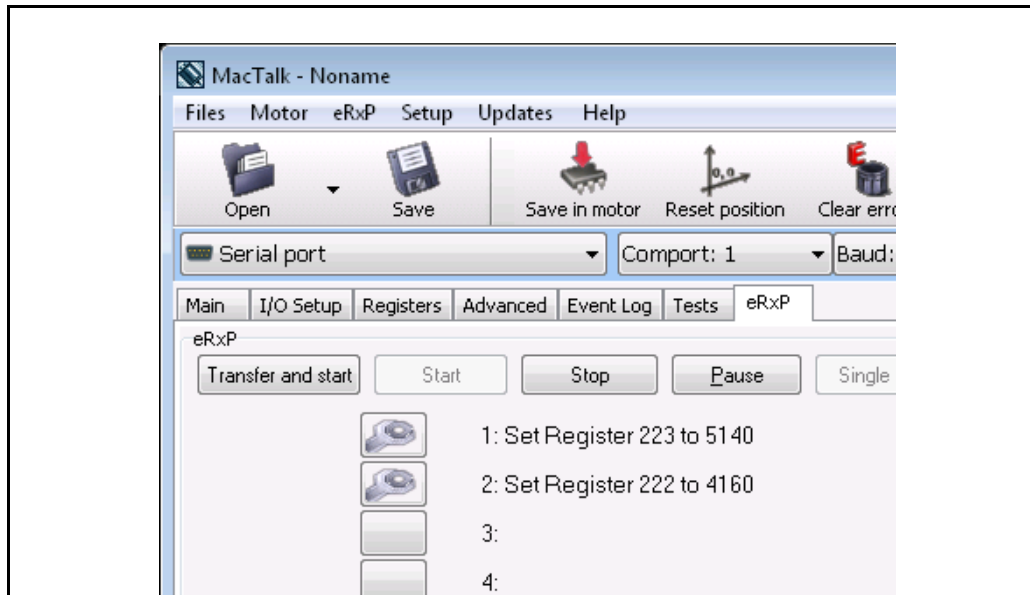 MacTalk - Noname
Files Motor eRxP Setup Updates Help
Open Save Save in motor Reset position Clear erro
Serial port Comport: 1 Baud:
Main I/O Setup Registers Advanced Event Log Tests eRxP
eRxP
Transfer and start Start Stop Pause Single
1: Set Register 223 to 5140
2: Set Register 222 to 4160
3:
4: